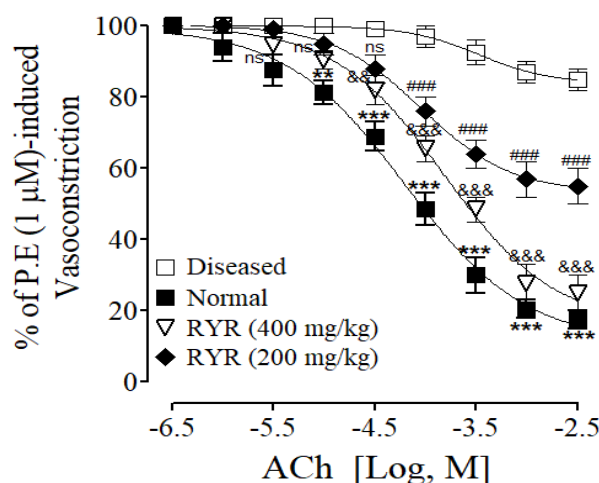 % of P.E (1 µM)-induced
Vasoconstriction
100
80
60
40
20
0
ns
ns
ns
**
&&
***
###
&&&
***
###
&&&
***
###
&&&
***
###
&&&
***
Diseased
Normal
RYR (400 mg/kg)
RYR (200 mg/kg)
-6.5 -5.5 -4.5 -3.5 -2.5
ACh [Log, M]